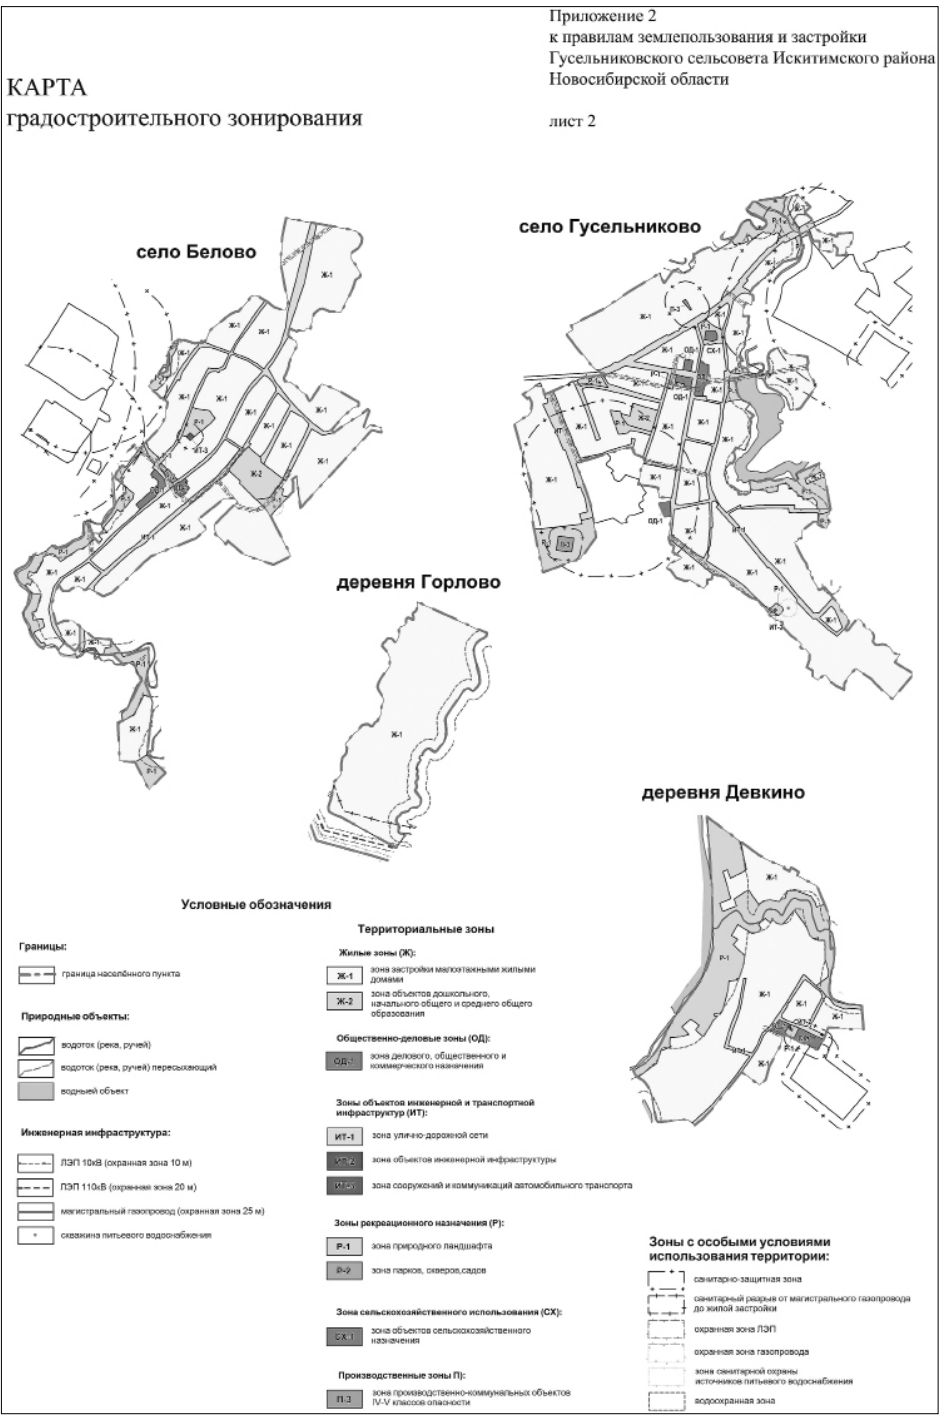 Приложение 2
к правилам землепользования и застройки
Гусельниковского сельсовета Искитимского района
Новосибирской области
лист 2
КАРТА
градостроительного зонирования
село Белово
село Гусельниково
деревня Горлово
деревня Девкино
Ж-1
Ж-2
Р-1
ИТ-3
ИТ-1
ОД-1
СХ-1
П-3
ИТ-2
Условные обозначения
Границы:
граница населённого пункта
Природные объекты:
водоток (река, ручей)
водоток (река, ручей) пересыхающий
водный объект
Инженерная инфраструктура:
ЛЭП 10кВ (охранная зона 10 м)
ЛЭП 110кВ (охранная зона 20 м)
магистральный газопровод (охранная зона 25 м)
скважина питьевого водоснабжения
Территориальные зоны
Жилые зоны (Ж):
Ж-1 зона застройки малоэтажными жилыми
домами
Ж-2 зона объектов дошкольного,
начального общего и среднего общего
образования
Общественно-деловые зоны (ОД):
ОД-1 зона делового, общественного и
коммерческого назначения
Зоны объектов инженерной и транспортной
инфраструктур (ИТ):
ИТ-1 зона улично-дорожной сети
ИТ-2 зона объектов инженерной инфраструктуры
ИТ-3 зона сооружений и коммуникаций автомобильного транспорта
Зоны рекреационного назначения (Р):
Р-1 зона природного ландшафта
Р-2 зона парков, скверов,садов
Зона сельскохозяйственного использования (СХ):
СХ-1 зона объектов сельскохозяйственного
назначения
Производственные зоны П):
П-3 зона производственно-коммунальных объектов
IV-V классов опасности
Зоны с особыми условиями
использования территории:
санитарно-защитная зона
санитарный разрыв от магистрального газопровода
до жилой застройки
охранная зона ЛЭП
охранная зона газопровода
зона санитарной охраны
источников питьевого водоснабжения
водоохранная зона